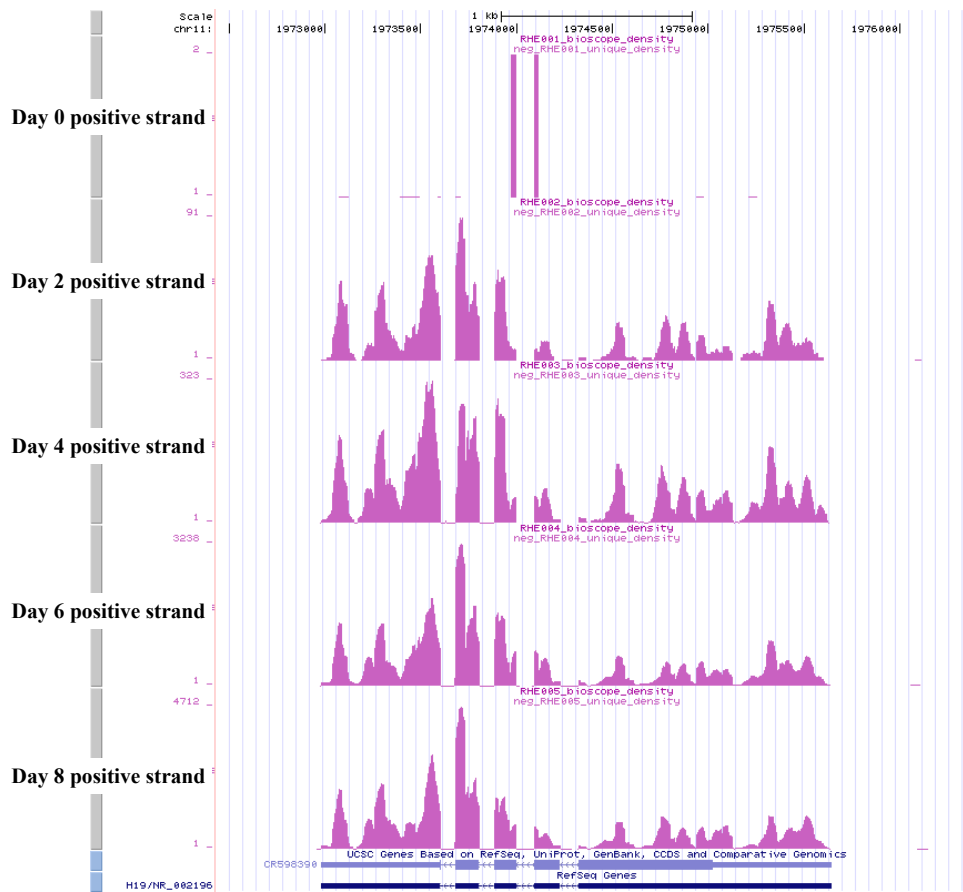 Scale 1 kb
chr11: 1973000 1973500 1974000 1974500 1975000 1975500 1976000
RHE001_bioscope_density
2 neg_RHE001_unique_density
Day 0 positive strand
1
RHE002_bioscope_density
91 neg_RHE002_unique_density
Day 2 positive strand
1
RHE003_bioscope_density
323 neg_RHE003_unique_density
Day 4 positive strand
1
RHE004_bioscope_density
3238 neg_RHE004_unique_density
Day 6 positive strand
1
RHE005_bioscope_density
4712 neg_RHE005_unique_density
Day 8 positive strand
1
UCSC Genes Based on RefSeq, UniProt, GenBank, CCDS and Comparative Genomics
CR598390
RefSeq Genes
H19/NR_002196